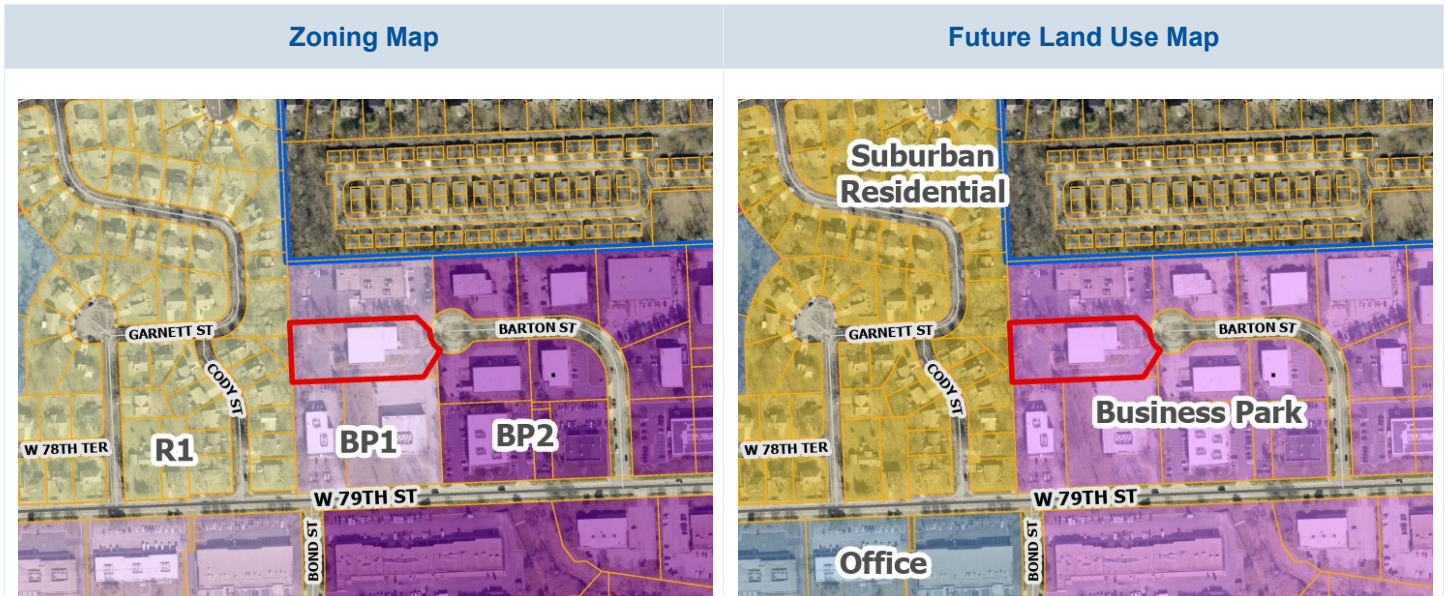 Zoning Map
Future Land Use Map
GARNETT ST
CODY ST
BARTON ST
W 78TH TER
R1
BP1
BP2
W 79TH ST
BOND ST
Suburban
Residential
GARNETT ST
CODY ST
BARTON ST
Business Park
W 78TH TER
W 79TH ST
BOND ST
Office